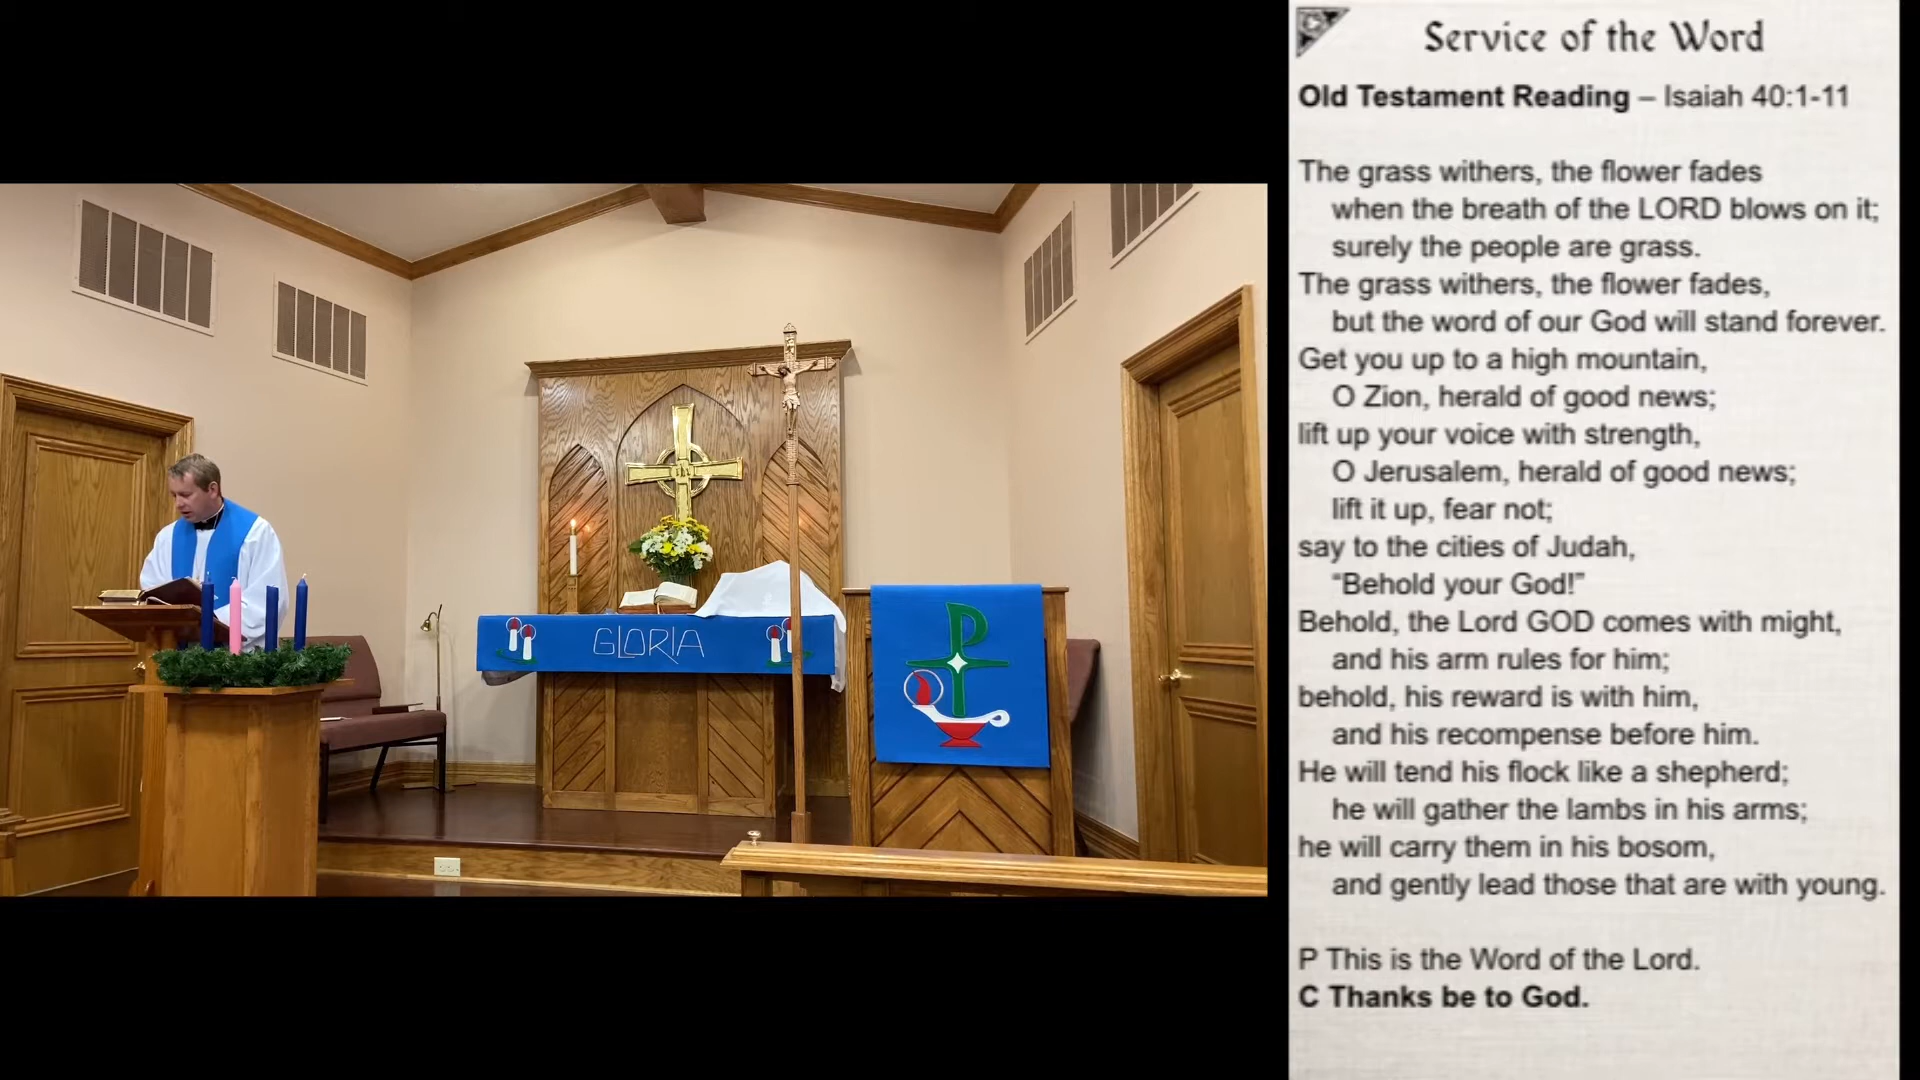 GLORIA
Service of the Word
Old Testament Reading – Isaiah 40:1-11
The grass withers, the flower fades
when the breath of the LORD blows on it;
surely the people are grass.
The grass withers, the flower fades,
but the word of our God will stand forever.
Get you up to a high mountain,
O Zion, herald of good news;
lift up your voice with strength,
O Jerusalem, herald of good news;
lift it up, fear not;
say to the cities of Judah,
“Behold your God!”
Behold, the Lord GOD comes with might,
and his arm rules for him;
behold, his reward is with him,
and his recompense before him.
He will tend his flock like a shepherd;
he will gather the lambs in his arms;
he will carry them in his bosom,
and gently lead those that are with young.
P This is the Word of the Lord.
C Thanks be to God.